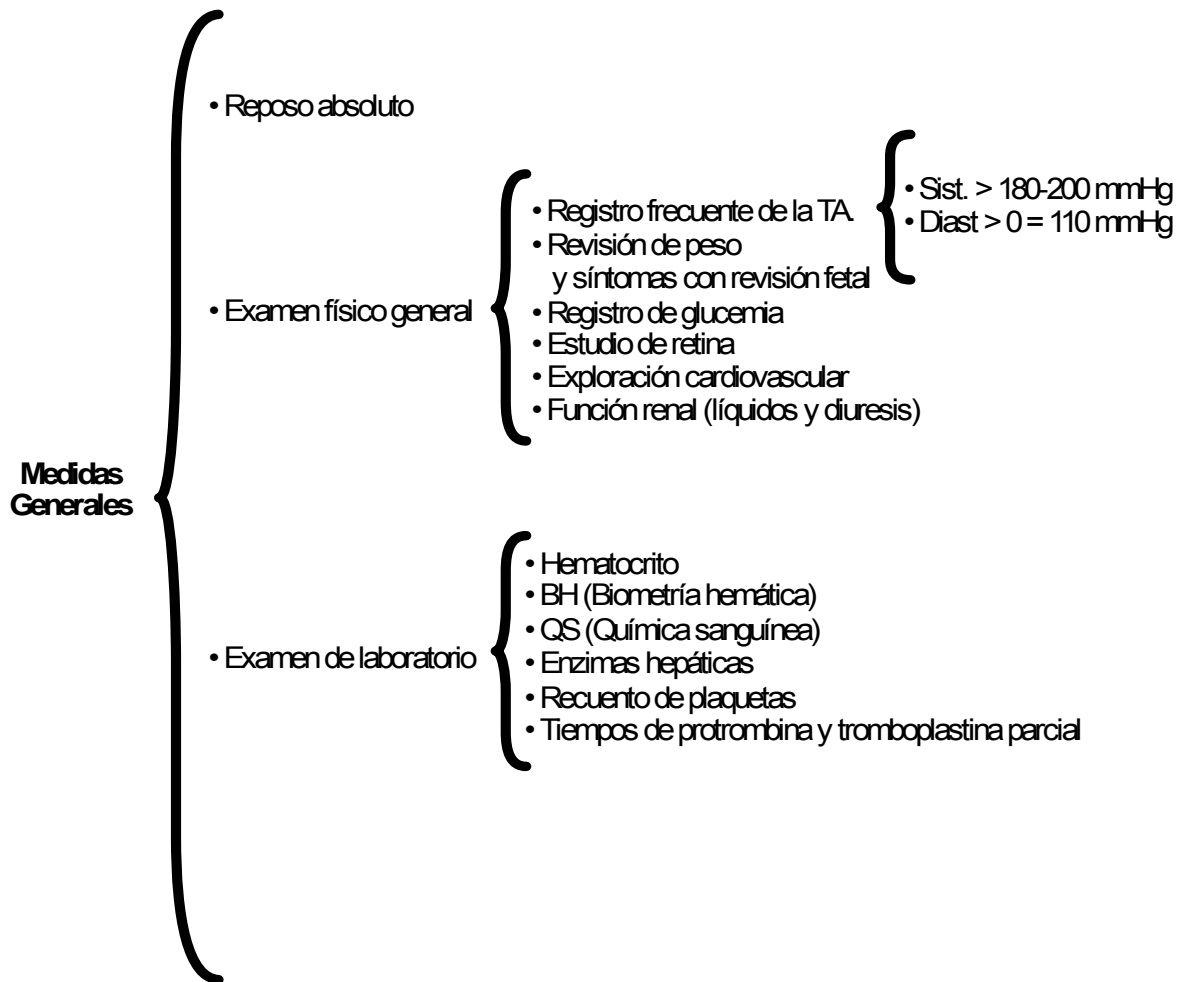 • Reposo absoluto
• Sist. > 180-200 mmHg
• Registro frecuente de la TA.
• Diast > 0 = 110 mmHg
• Revisión de peso
y síntomas con revisión fetal
• Examen físico general
• Registro de glucemia
• Estudio de retina
• Exploración cardiovascular
• Función renal (líquidos y diuresis)
Medidas
Generales
• Hematocrito
• BH (Biometría hemática)
• QS (Química sanguínea)
• Examen de laboratorio
• Enzimas hepáticas
• Recuento de plaquetas
• Tiempos de protrombina y tromboplastina parcial